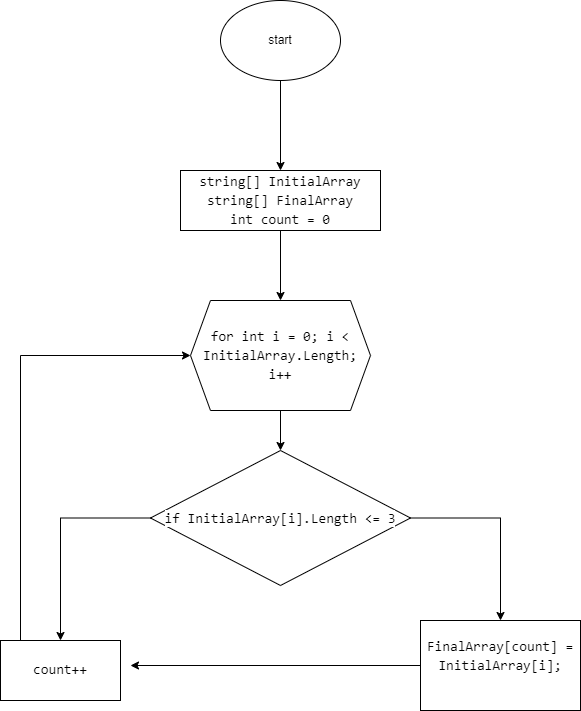 start
string[] InitialArray
string[] FinalArray
int count = 0
for int i = 0; i <
InitialArray.Length;
i++
if InitialArray[i].Length <= 3
FinalArray[count] =
InitialArray[i];
count++